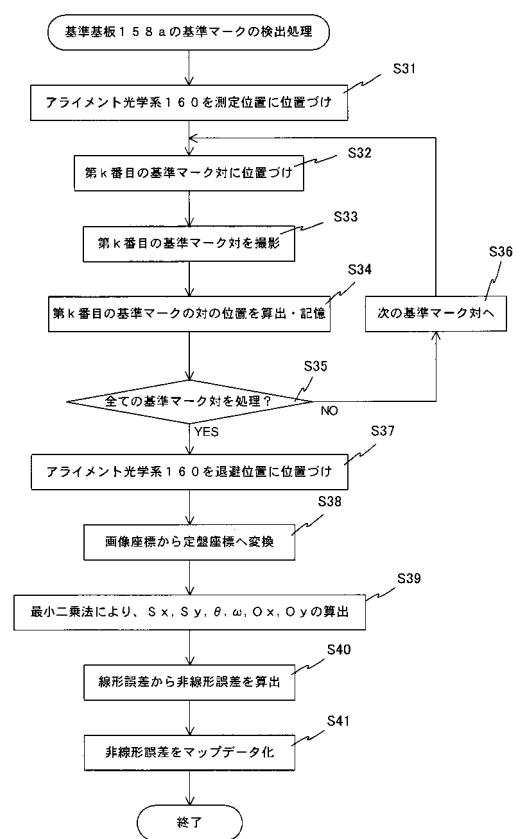 基準基板158aの基準マークの検出処理
S31
アライメント光学系160を測定位置に位置づけ
S32
第k番目の基準マーク対に位置づけ
S33
第k番目の基準マーク対を撮影
S34
第k番目の基準マークの対の位置を算出・記憶
S36
次の基準マーク対へ
S35
全ての基準マーク対を処理?
NO
YES
S37
アライメント光学系160を退避位置に位置づけ
S38
画像座標から定盤座標へ変換
S39
最小二乗法により、Sx,Sy,θ,ω,Ox,Oyの算出
S40
線形誤差から非線形誤差を算出
S41
非線形誤差をマップデータ化
終了